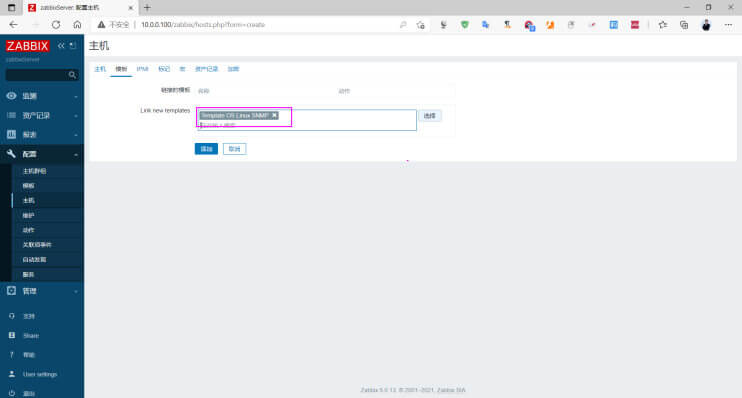 zabbixServer: 配置主机
不安全 | 10.0.0.100/zabbix/hosts.php?form=create
ZABBIX
zabbixServer
监测
资产记录
报表
配置
主机群组
模板
主机
维护
动作
关联项事件
自动发现
服务
管理
支持
Share
帮助
User settings
退出
主机
主机 模板 IPMI 标记 宏 资产记录 加密
链接的模板 名称 动作
Link new templates Template OS Linux SNMP 选择
添加 取消
Zabbix 5.0.12. © 2001–2021, Zabbix SIA